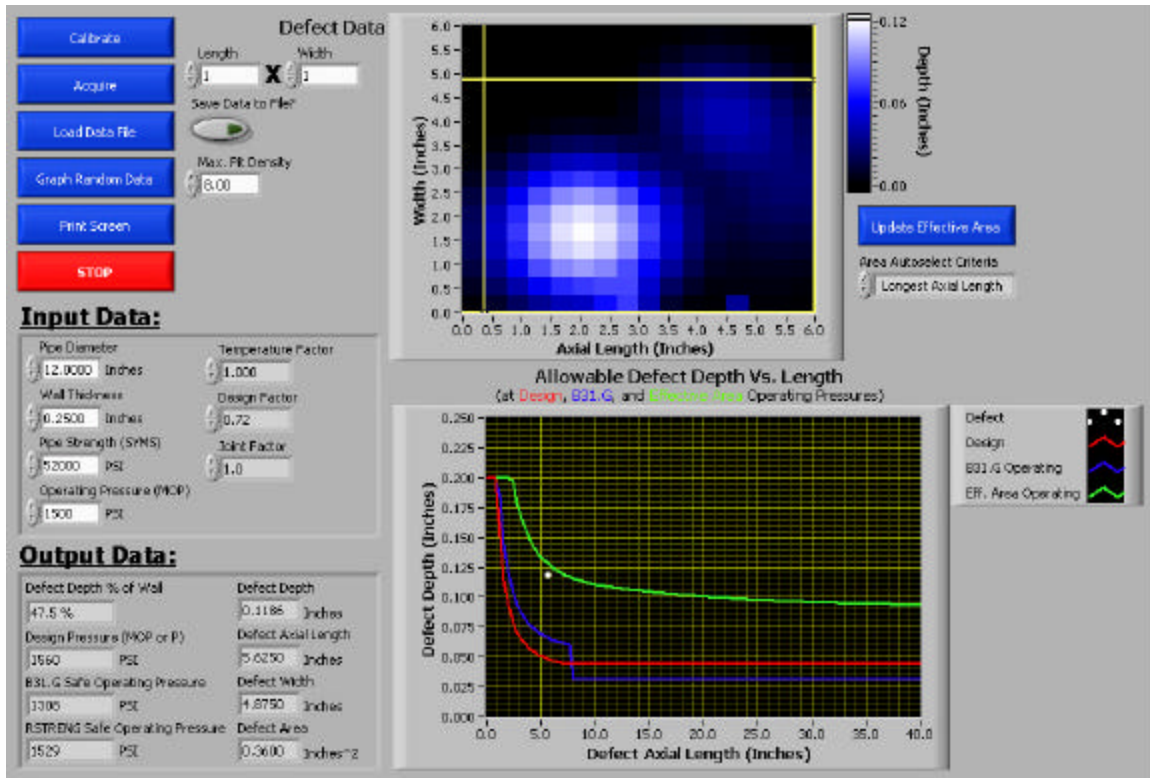 Calibrate
Acquire
Load Data File
Graph Random Data
Print Screen
STOP
Defect Data
Length
Width
1 X 1
Save Data to File?
Max. Pit Density
8.00
6.0
5.5
5.0
4.5
4.0
3.5
3.0
2.5
2.0
1.5
1.0
0.5
0.0
Width (Inches)
0.0 0.5 1.0 1.5 2.0 2.5 3.0 3.5 4.0 4.5 5.0 5.5 6.0
Axial Length (Inches)
0.12
0.06
0.00
Depth (Inches)
Update Effective Area
Area Autoselect Criteria
Longest Axial Length
Input Data:
Pipe Diameter
12.0000 Inches
Wall Thickness
0.2500 Inches
Pipe Strength (SYMS)
52000 PSI
Operating Pressure (MOP)
1500 PSI
Temperature Factor
1.000
Design Factor
0.72
Joint Factor
1.0
Output Data:
Defect Depth % of Wall
47.5 %
Design Pressure (MOP or P)
1560 PSI
B31.G Safe Operating Pressure
PSI
RSTRENG Safe Operating Pressure
1529 PSI
Defect Depth
0.1186 Inches
Defect Axial Length
5.6250 Inches
Defect Width
4.8750 Inches
Defect Area
0.3600 Inches^2
Allowable Defect Depth Vs. Length
(at Design, B31.G, and Effective Area Operating Pressures)
0.250
0.225
0.200
0.175
0.150
0.125
0.100
0.075
0.050
0.025
0.000
Defect Depth (Inches)
0.0 5.0 10.0 15.0 20.0 25.0 30.0 35.0 40.0
Defect Axial Length (Inches)
Defect
Design
B31.G Operating
Eff. Area Operating